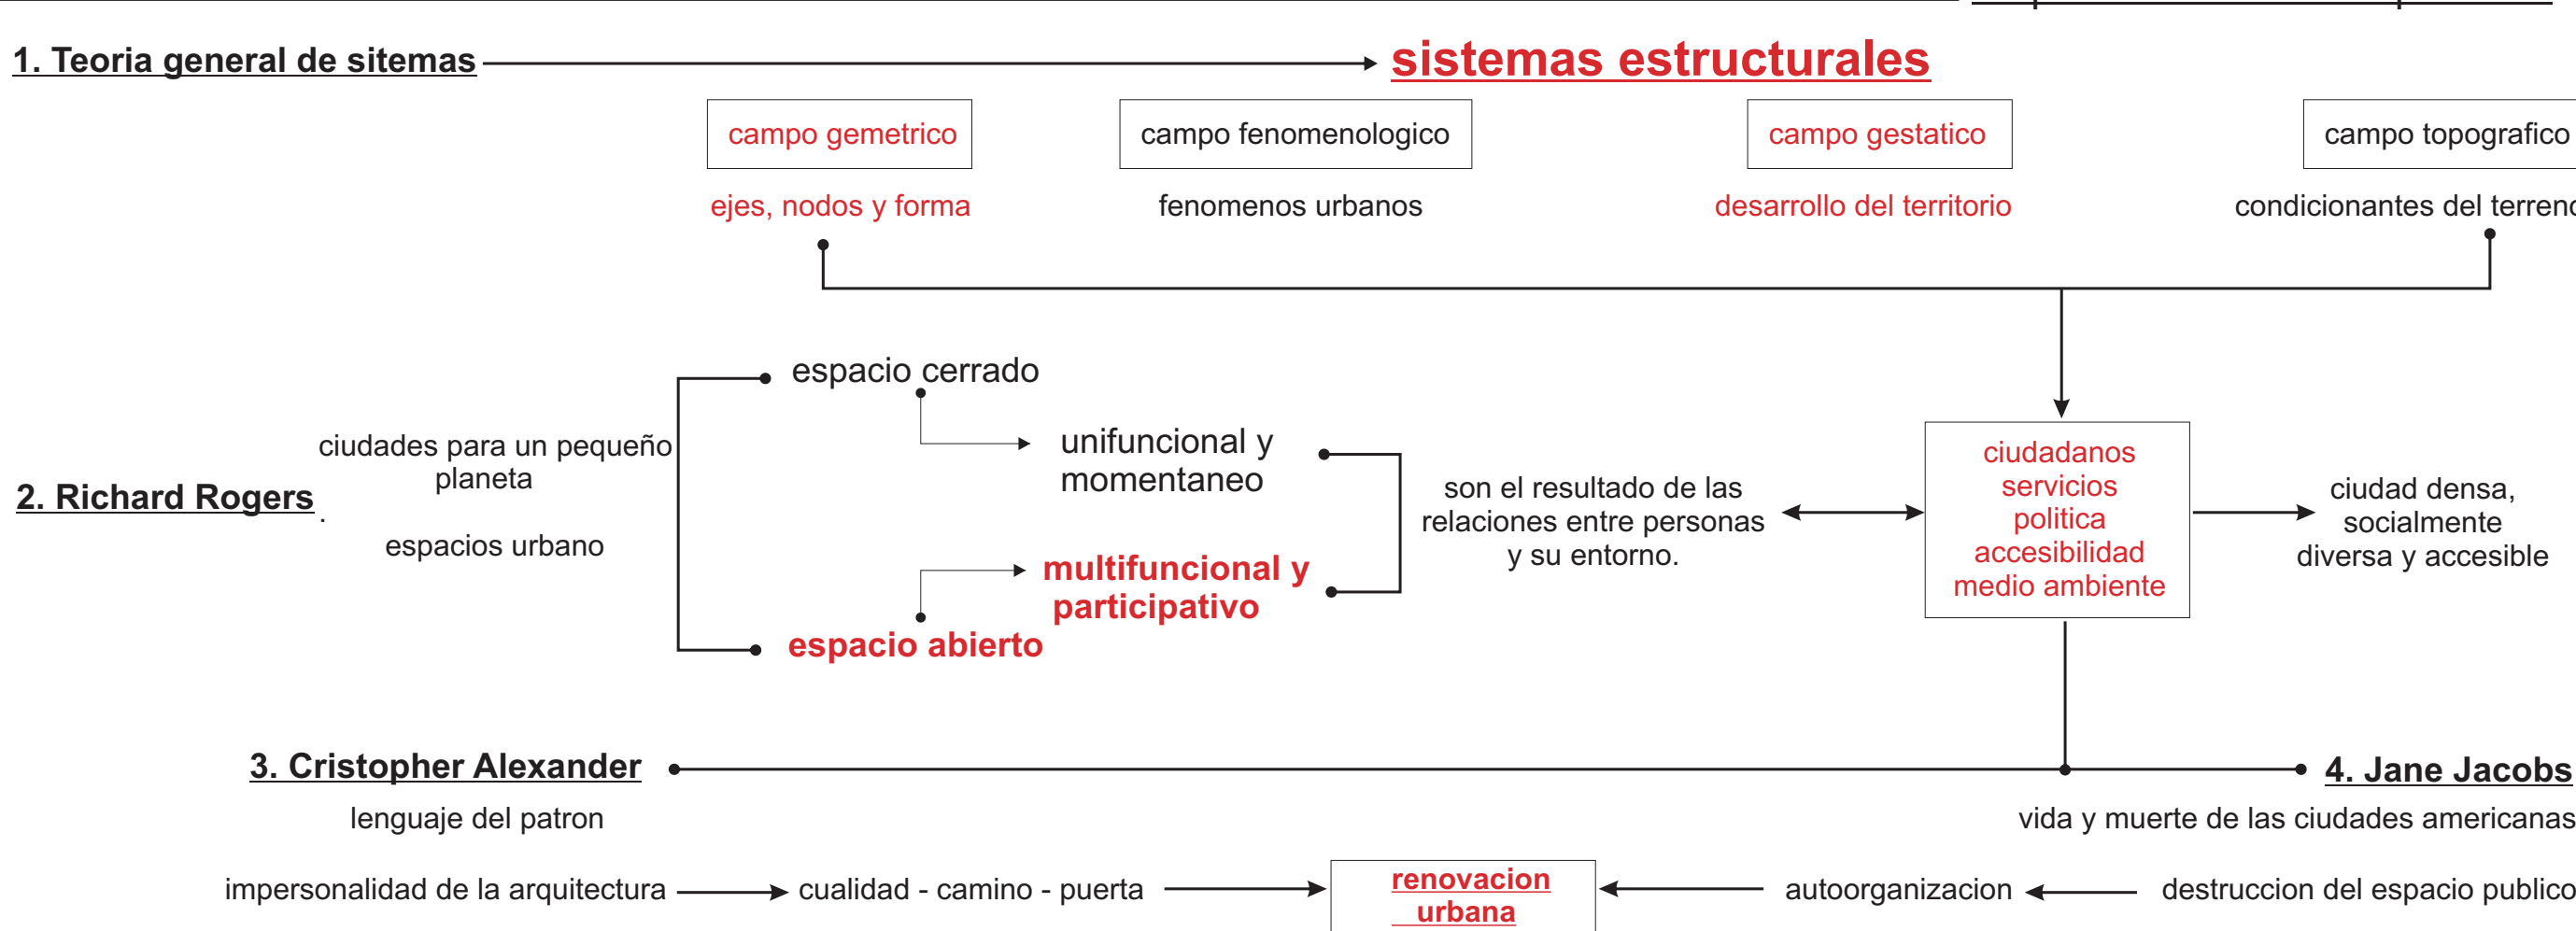 1. Teoria general de sitemas
sistemas estructurales
campo gemetrico
campo fenomenologico
campo gestatico
campo topografico
ejes, nodos y forma
fenomenos urbanos
desarrollo del territorio
condicionantes del terreno
espacio cerrado
ciudades para un pequeño
planeta
2. Richard Rogers
.
espacios urbano
unifuncional y
momentaneo
multifuncional y
participativo
espacio abierto
son el resultado de las
relaciones entre personas
y su entorno.
ciudadanos
servicios
politica
accesibilidad
medio ambiente
ciudad densa,
socialmente
diversa y accesible
3. Cristopher Alexander
4. Jane Jacobs
lenguaje del patron
vida y muerte de las ciudades americanas
impersonalidad de la arquitectura
cualidad - camino - puerta
renovacion
urbana
autoorganizacion
destruccion del espacio publico